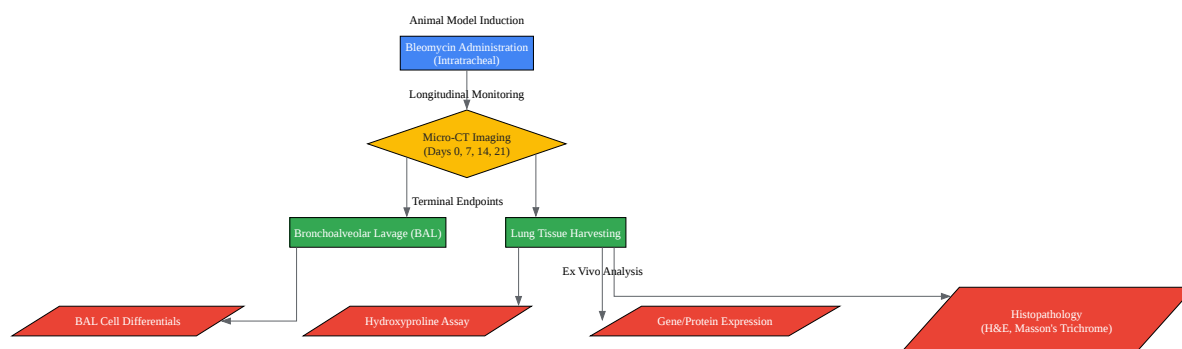 Animal Model Induction
Bleomycin Administration
(Intratracheal)
Longitudinal Monitoring
Micro-CT Imaging
(Days 0, 7, 14, 21)
Terminal Endpoints
Bronchoalveolar Lavage (BAL)
Lung Tissue Harvesting
Ex Vivo Analysis
BAL Cell Differentials
Hydroxyproline Assay
Gene/Protein Expression
Histopathology
(H&E, Masson's Trichrome)